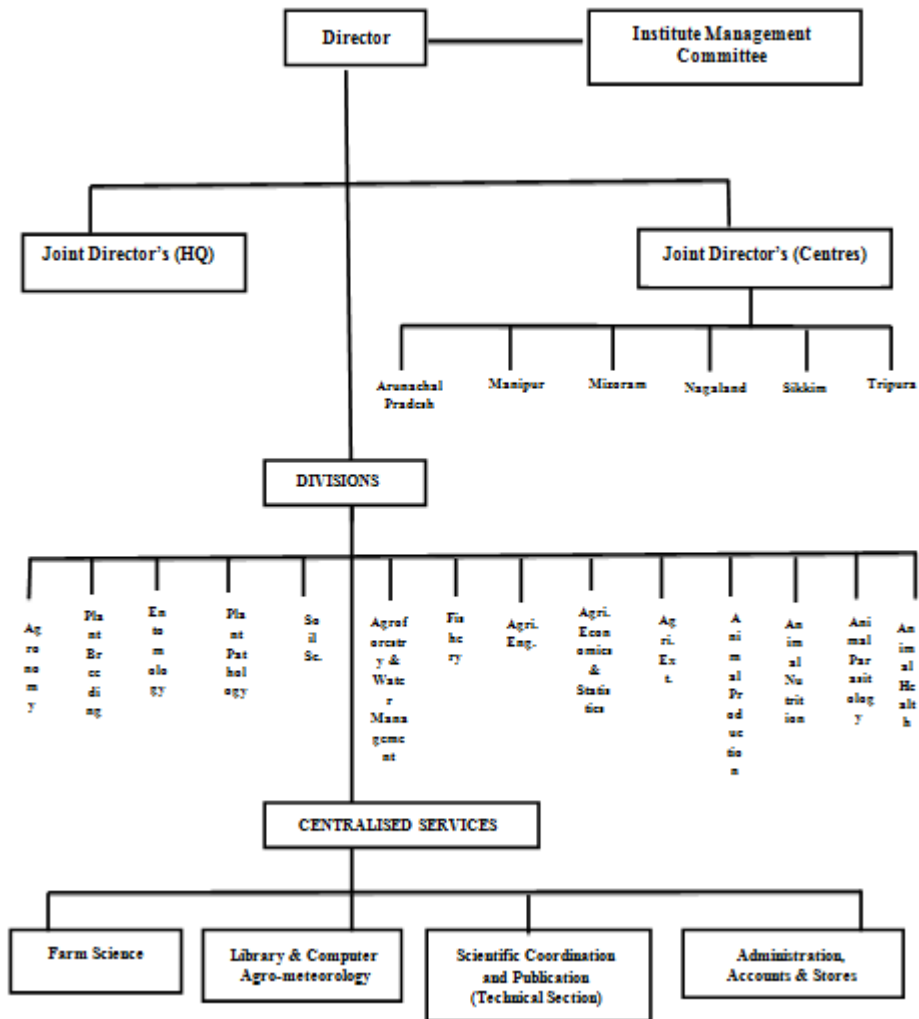 Director
Institute Management
Committee
Joint Director's (HQ)
Joint Director's (Centres)
Arunachal
Pradesh
Manipur
Mizoram
Nagaland
Sikkim
Tripura
DIVISIONS
Ag
ro
no
m
y
Pla
nt
Br
ee
di
ng
En
to
m
olo
gy
Pla
nt
Pat
hol
ogy
So
il
Sc.
Agrof
orestr
y &
Wate
r
Mana
geme
nt
Fis
he
ry
Agri.
Eng.
Agri.
Econ
omics
&
Statis
tics
Ag
ri.
Ext
.
A
ni
m
al
Pr
od
uc
tio
n
An
im
al
Nu
trit
ion
Ani
mal
Par
asit
olog
y
An
im
al
He
alt
h
CENTRALISED SERVICES
Farm Science
Library & Computer
Agro-meteorology
Scientific Coordination
and Publication
(Technical Section)
Administration,
Accounts & Stores